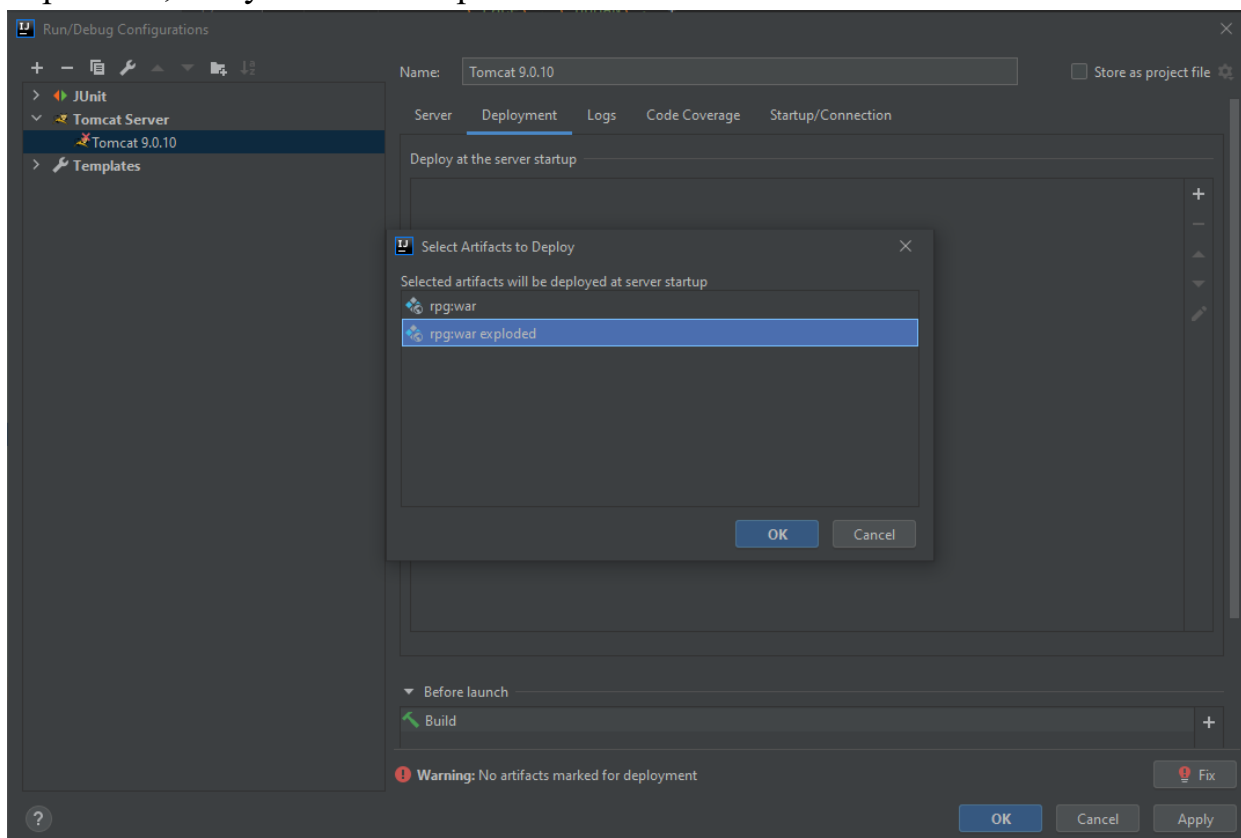 Run/Debug Configurations
Name: Tomcat 9.0.10
Store as project file
JUnit
Tomcat Server
Tomcat 9.0.10
Templates
Server Deployment Logs Code Coverage Startup/Connection
Deploy at the server startup
Select Artifacts to Deploy
Selected artifacts will be deployed at server startup
rpg:war
rpg:war exploded
OK Cancel
Before launch
Build
Warning: No artifacts marked for deployment
Fix
? OK Cancel Apply